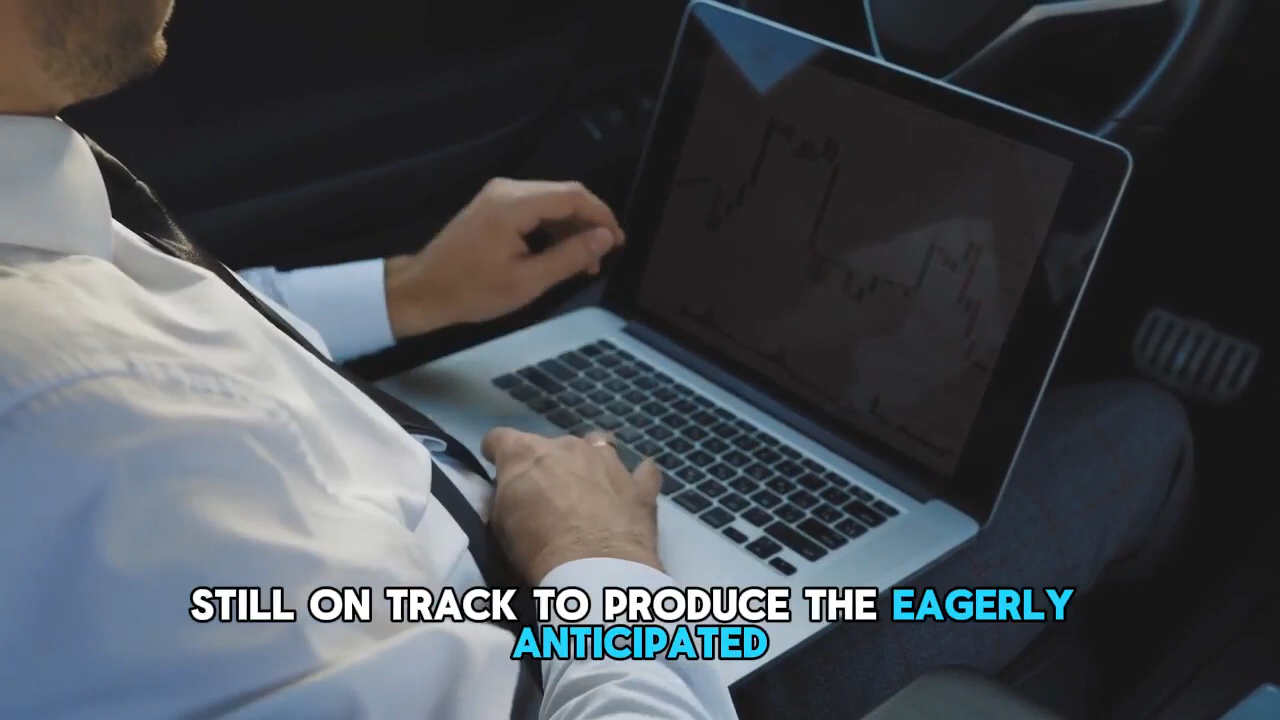 STILL ON TRACK TO PRODUCE THE EAGERLY
ANTICIPATED